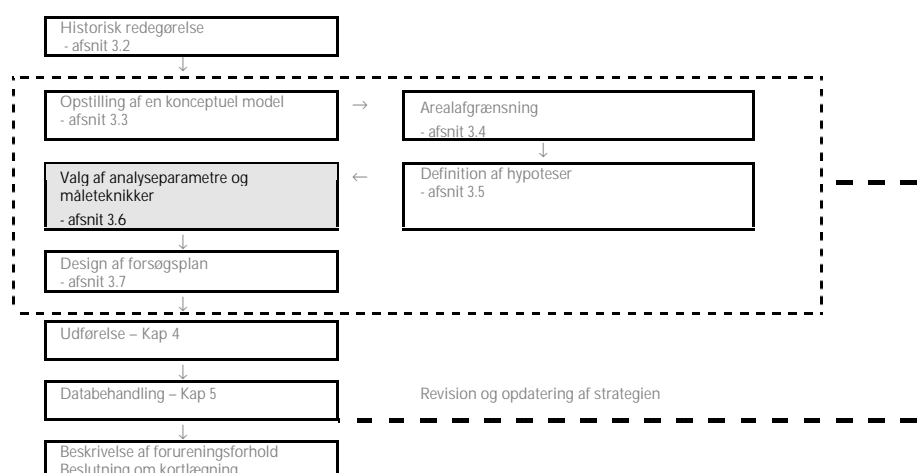 Historisk redegørelse
- afsnit 3.2
↓
Opstilling af en konceptuel model
- afsnit 3.3
→
Arealafgrænsning
- afsnit 3.4
↓
Definition af hypoteser
- afsnit 3.5
←
Valg af analyseparametre og
måleteknikker
- afsnit 3.6
↓
Design af forsøgsplan
- afsnit 3.7
↓
Udførelse – Kap 4
↓
Databehandling – Kap 5
Revision og opdatering af strategien
↓
Beskrivelse af forureningsforhold
Beslutning om kortlægning